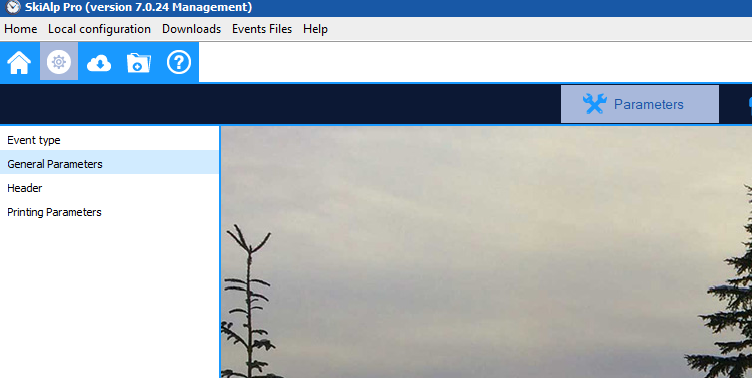 SkiAlp Pro (version 7.0.24 Management)
Home Local configuration Downloads Events Files Help
Parameters
Event type
General Parameters
Header
Printing Parameters